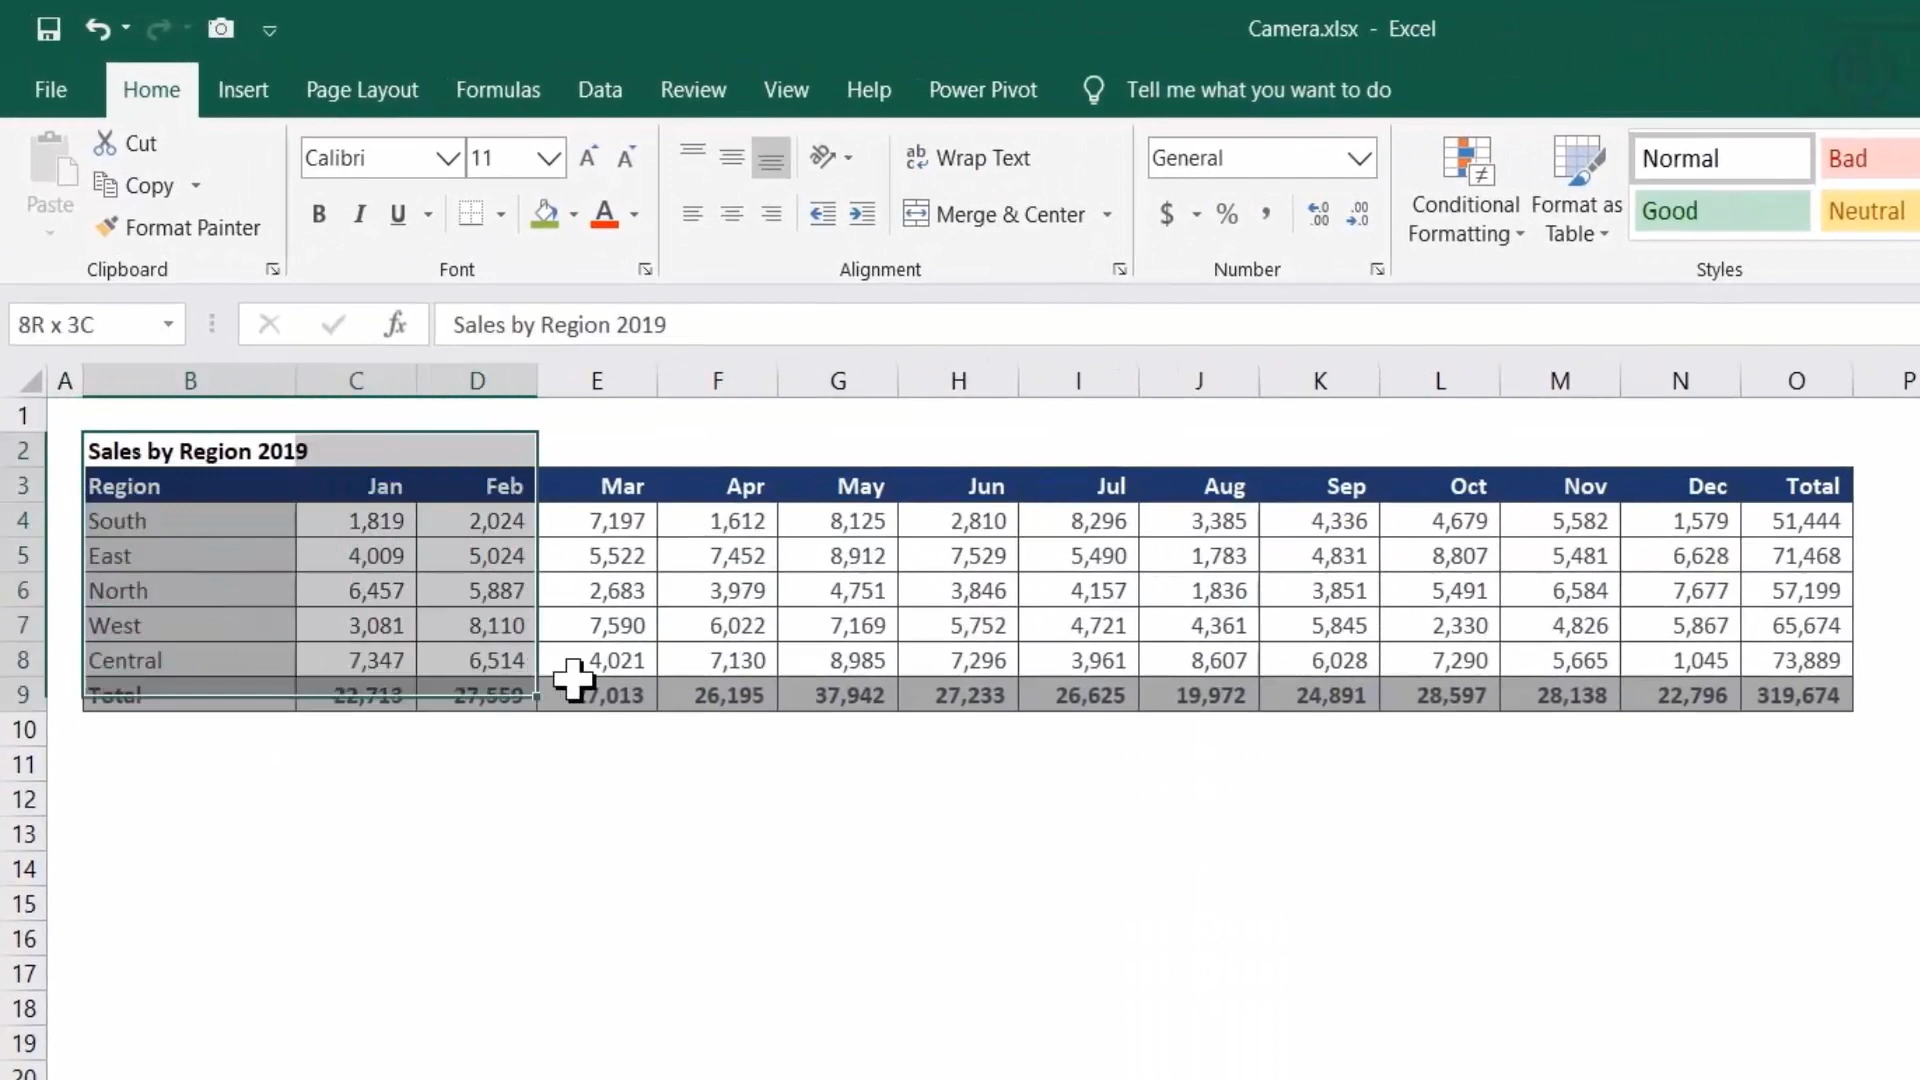 Camera.xlsx - Excel
File Home Insert Page Layout Formulas Data Review View Help Power Pivot Tell me what you want to do
Paste
Cut
Copy
Format Painter
Clipboard
Calibri 11
B I U
Font
Wrap Text
Merge & Center
Alignment
General
$ % ,
Number
Conditional Formatting
Format as Table
Normal Bad
Good Neutral
Styles
8R x 3C fx Sales by Region 2019
A B C D E F G H I J K L M N O P
1
2 Sales by Region 2019
3 Region Jan Feb Mar Apr May Jun Jul Aug Sep Oct Nov Dec Total
4 South 1,819 2,024 7,197 1,612 8,125 2,810 8,296 3,385 4,336 4,679 5,582 1,579 51,444
5 East 4,009 5,024 5,522 7,452 8,912 7,529 5,490 1,783 4,831 8,807 5,481 6,628 71,468
6 North 6,457 5,887 2,683 3,979 4,751 3,846 4,157 1,836 3,851 5,491 6,584 7,677 57,199
7 West 3,081 8,110 7,590 6,022 7,169 5,752 4,721 4,361 5,845 2,330 4,826 5,867 65,674
8 Central 7,347 6,514 4,021 7,130 8,985 7,296 3,961 8,607 6,028 7,290 5,665 1,045 73,889
9 Total 22,713 27,559 26,195 37,942 27,233 26,625 19,972 24,891 28,597 28,138 22,796 319,674
10
11
12
13
14
15
16
17
18
19
20